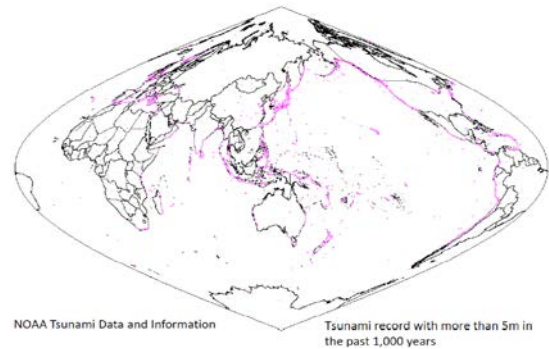 NOAA Tsunami Data and Information
Tsunami record with more than 5m in
the past 1,000 years